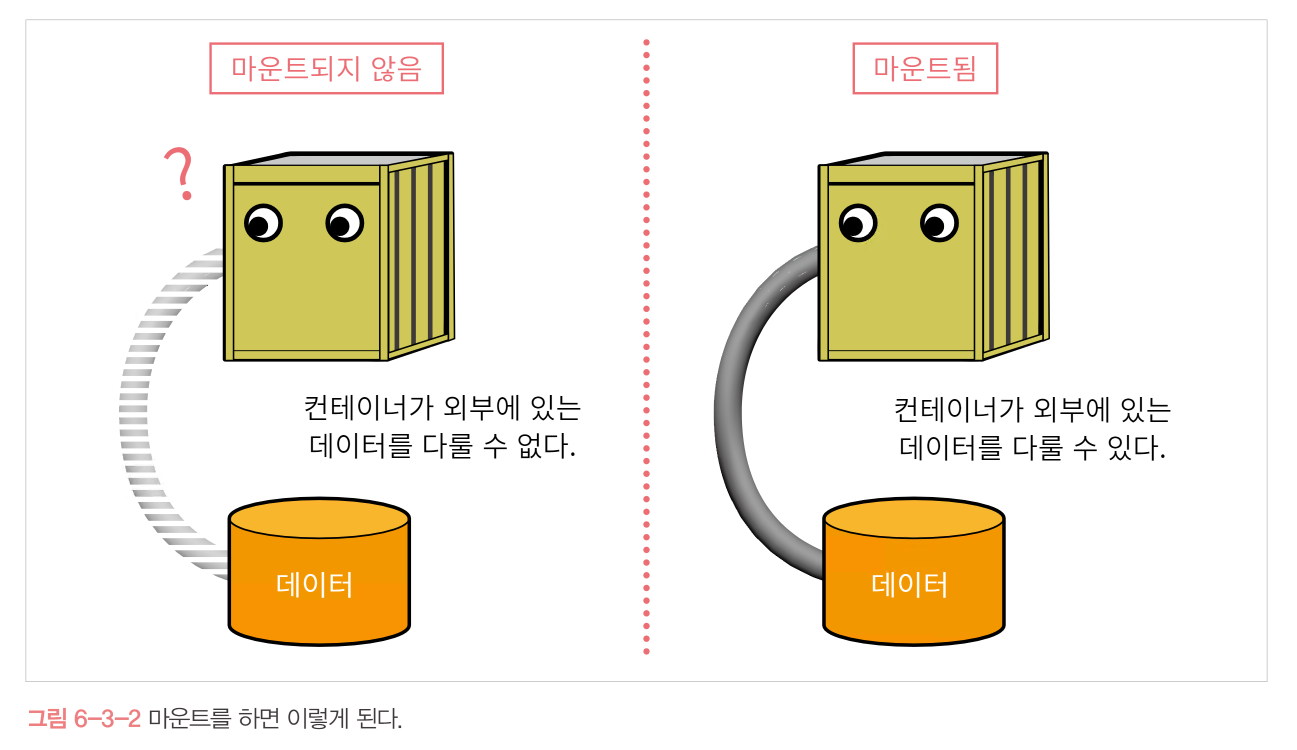 마운트되지 않음
?
컨테이너가 외부에 있는
데이터를 다룰 수 없다.
데이터
마운트됨
컨테이너가 외부에 있는
데이터를 다룰 수 있다.
데이터
그림 6-3-2 마운트를 하면 이렇게 된다.